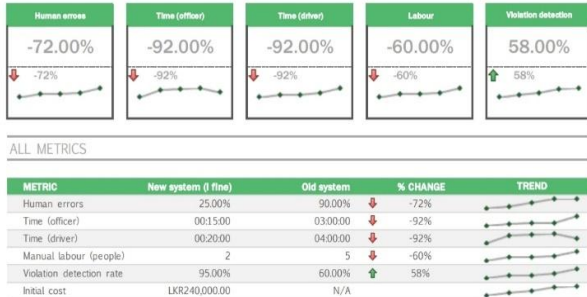 Human erroes Time (officer) Time (driver) Labour Violation detection
-72.00% -92.00% -92.00% -60.00% 58.00%
-72% -92% -92% -60% 58%
ALL METRICS
METRIC New system (I fine) Old system % CHANGE TREND
Human errors 25.00% 90.00% -72%
Time (officer) 00:15:00 03:00:00 -92%
Time (driver) 00:20:00 04:00:00 -92%
Manual labour (people) 2 5 -60%
Violation detection rate 95.00% 60.00% 58%
Initial cost LKR240,000.00 N/A